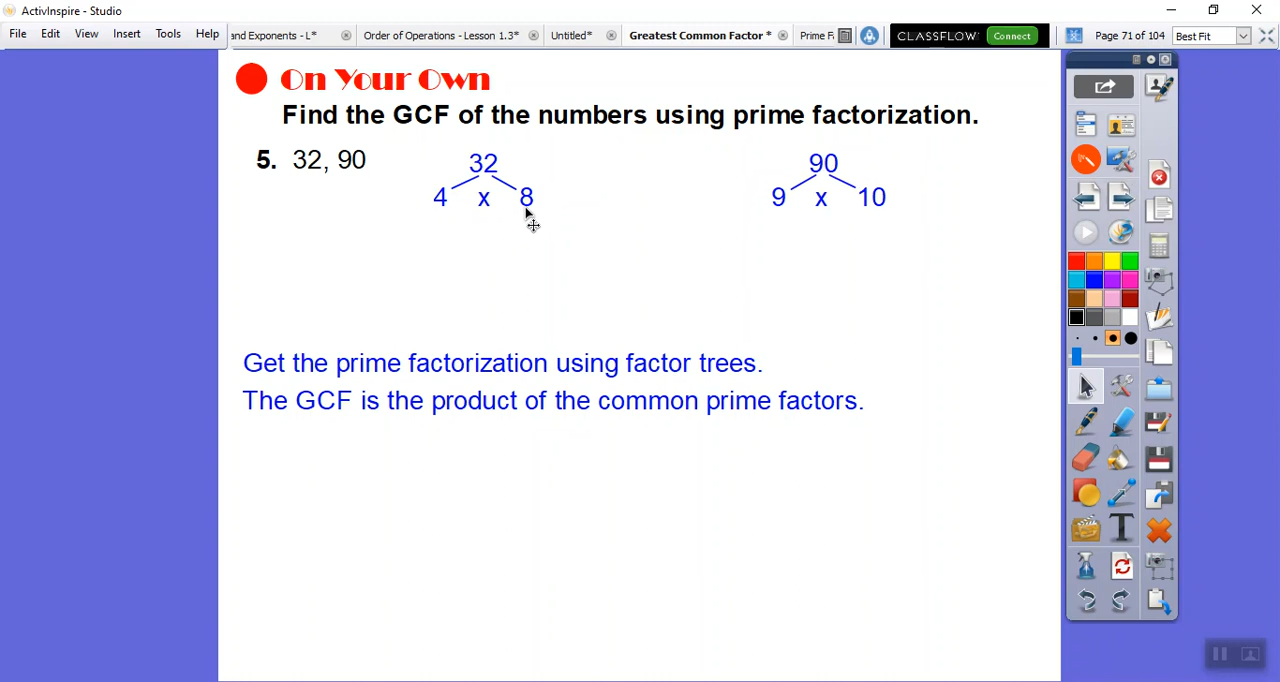 ActivInspire - Studio
File Edit View Insert Tools Help
and Exponents - L* Order of Operations - Lesson 1.3* Untitled* Greatest Common Factor * Prime F. CLASSFLOW Connect Page 71 of 104 Best Fit
On Your Own
Find the GCF of the numbers using prime factorization.
5. 32, 90
32
4 x 8
90
9 x 10
Get the prime factorization using factor trees.
The GCF is the product of the common prime factors.